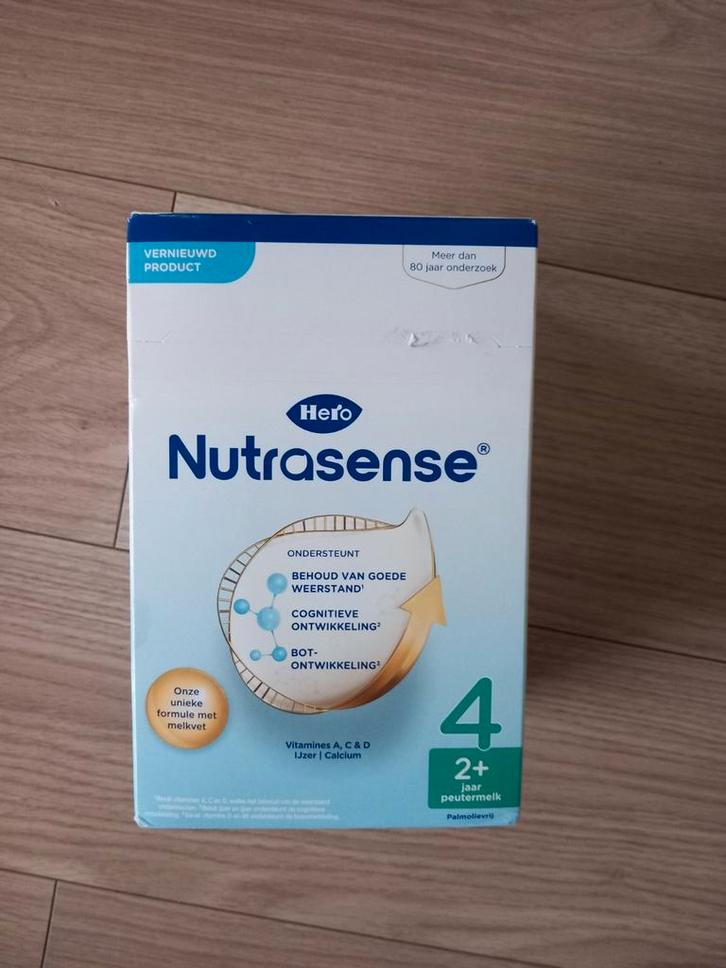 VERNIEUWD
PRODUCT
Meer dan
80 jaar onderzoek
Hero
Nutrasense®
ONDERSTEUNT
BEHOUD VAN GOEDE
WEERSTAND¹
COGNITIEVE
ONTWIKKELING²
BOT-
ONTWIKKELING³
Onze
unieke
formule met
melkvet
Vitamines A, C & D
IJzer | Calcium
4
2+
jaar
peutermelk
Palmolievrij